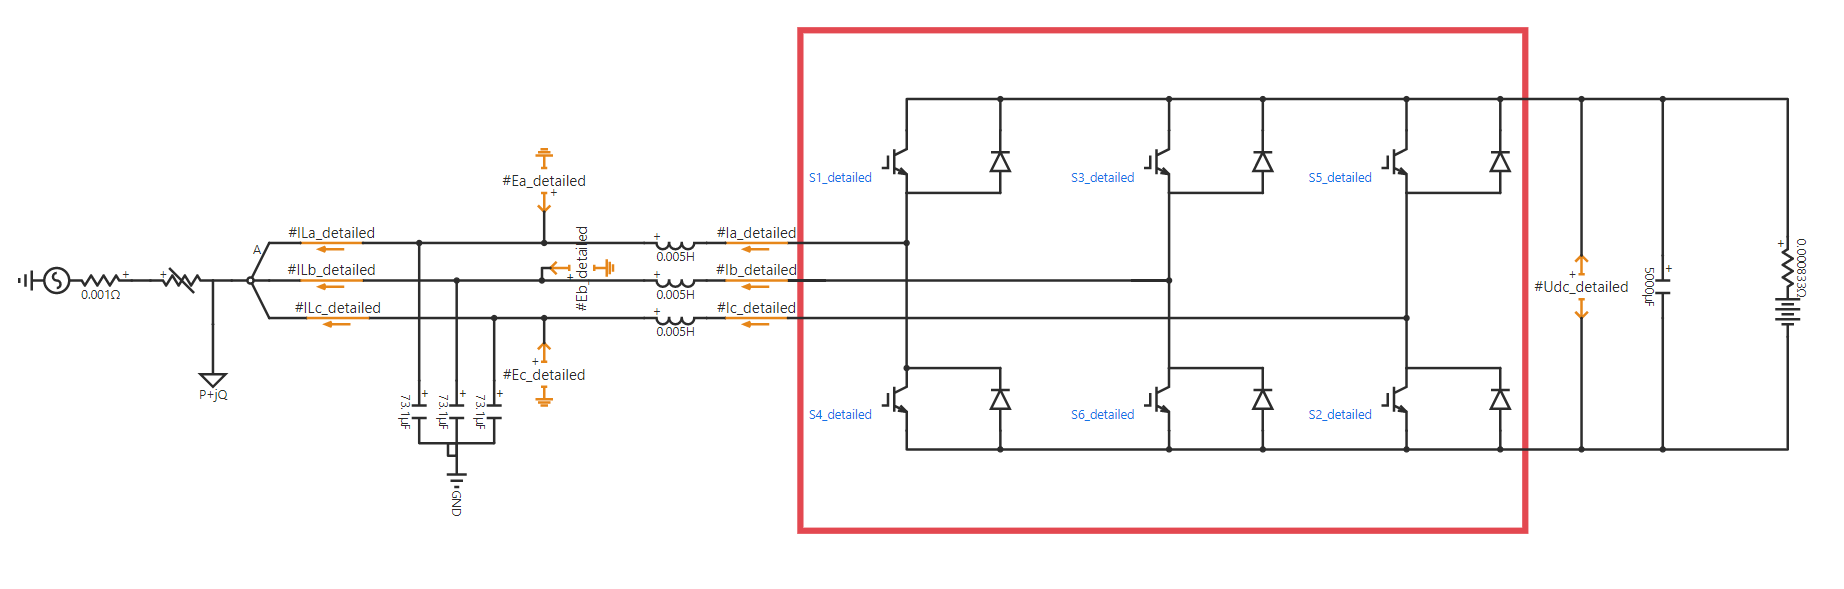 #Ea_detailed
S1_detailed
S3_detailed
S5_detailed
#ILa_detailed
#Ia_detailed
A
0.005H
#Eb_detailed
#ILb_detailed
#Ib_detailed
0.001Ω
0.005H
#Udc_detailed
5000μF
0.000833Ω
#ILc_detailed
#Ic_detailed
0.005H
#Ec_detailed
P+jQ
73.1μF
73.1μF
73.1μF
S4_detailed
S6_detailed
S2_detailed
GND